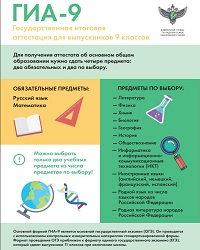 ГИА-9
Государственная итоговая
аттестация для выпускников 9 классов
Для получения аттестата об основном общем
образовании нужно сдать четыре предмета:
два обязательных и два по выбору.
ОБЯЗАТЕЛЬНЫЕ ПРЕДМЕТЫ:
Русский язык
Математика
Можно выбрать
только два учебных
предмета из числа
предметов по выбору!
ПРЕДМЕТЫ ПО ВЫБОРУ:
Литература
Физика
Химия
Биология
География
История
Обществознание
Информатика
и информационно-
коммуникационные
технологии (ИКТ)
Иностранные языки
(английский, немецкий,
французский, испанский)
Родной язык из числа
языков народов
Российской Федерации
Родная литература народов
Российской Федерации
Основной формой ГИА-9 является основной государственный экзамен (ОГЭ). Он проводится
с использованием контрольных измерительных материалов стандартизированной формы.